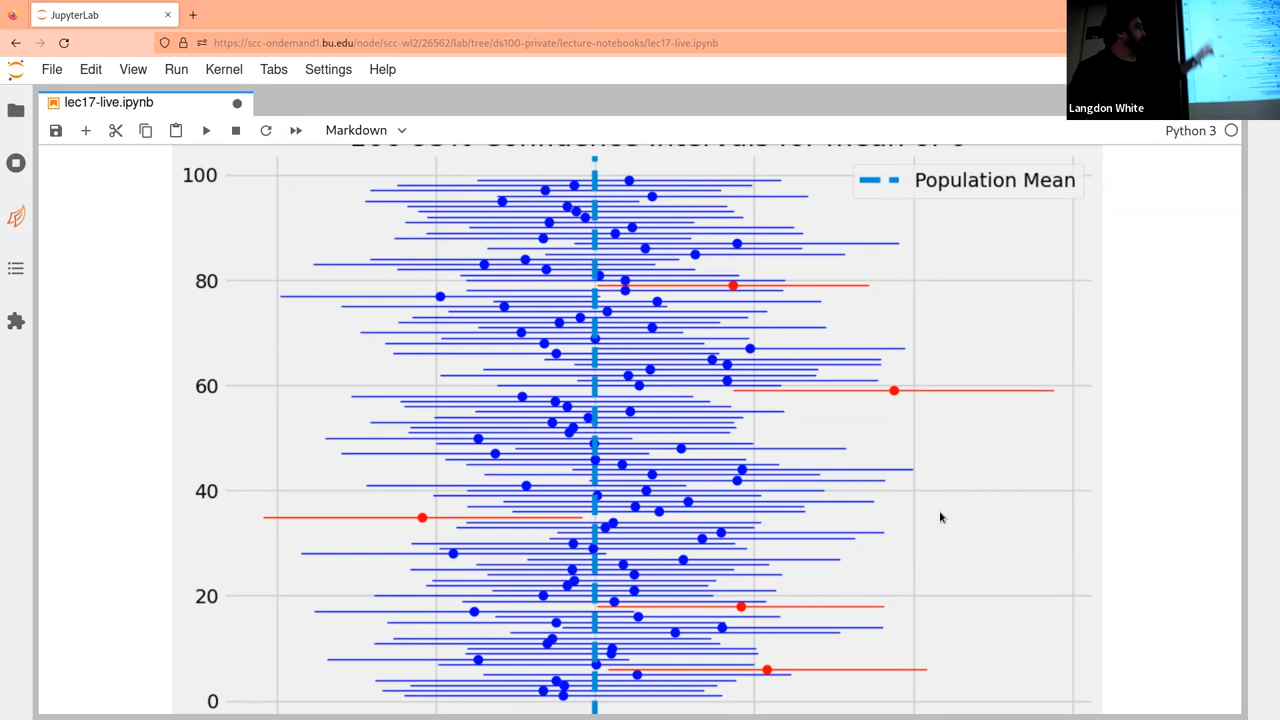 JupyterLab
https://scc-ondemand1.bu.edu/node/scc-wl2/26562/lab/tree/ds100-private/lecture-notebooks/lec17-live.ipynb
File Edit View Run Kernel Tabs Settings Help
Langdon White
lec17-live.ipynb
Markdown
Python 3
100
Population Mean
80
60
40
20
0